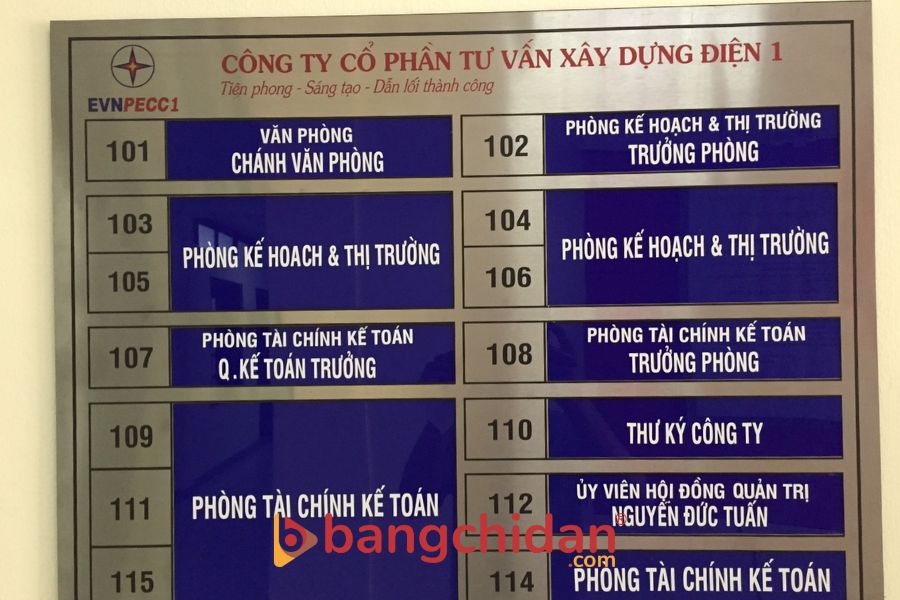 CÔNG TY CỔ PHẦN TƯ VẤN XÂY DỰNG ĐIỆN 1
Tiên phong - Sáng tạo - Dẫn lối thành công
EVNPECC1
101
VĂN PHÒNG
CHÁNH VĂN PHÒNG
102
PHÒNG KẾ HOẠCH & THỊ TRƯỜNG
TRƯỞNG PHÒNG
103
105
PHÒNG KẾ HOẠCH & THỊ TRƯỜNG
104
106
PHÒNG KẾ HOẠCH & THỊ TRƯỜNG
107
PHÒNG TÀI CHÍNH KẾ TOÁN
Q.KẾ TOÁN TRƯỞNG
108
PHÒNG TÀI CHÍNH KẾ TOÁN
TRƯỞNG PHÒNG
109
111
115
PHÒNG TÀI CHÍNH KẾ TOÁN
110
THƯ KÝ CÔNG TY
112
ỦY VIÊN HỘI ĐỒNG QUẢN TRỊ
NGUYỄN ĐỨC TUẤN
114
PHÒNG TÀI CHÍNH KẾ TOÁN
bangchidan®
.com